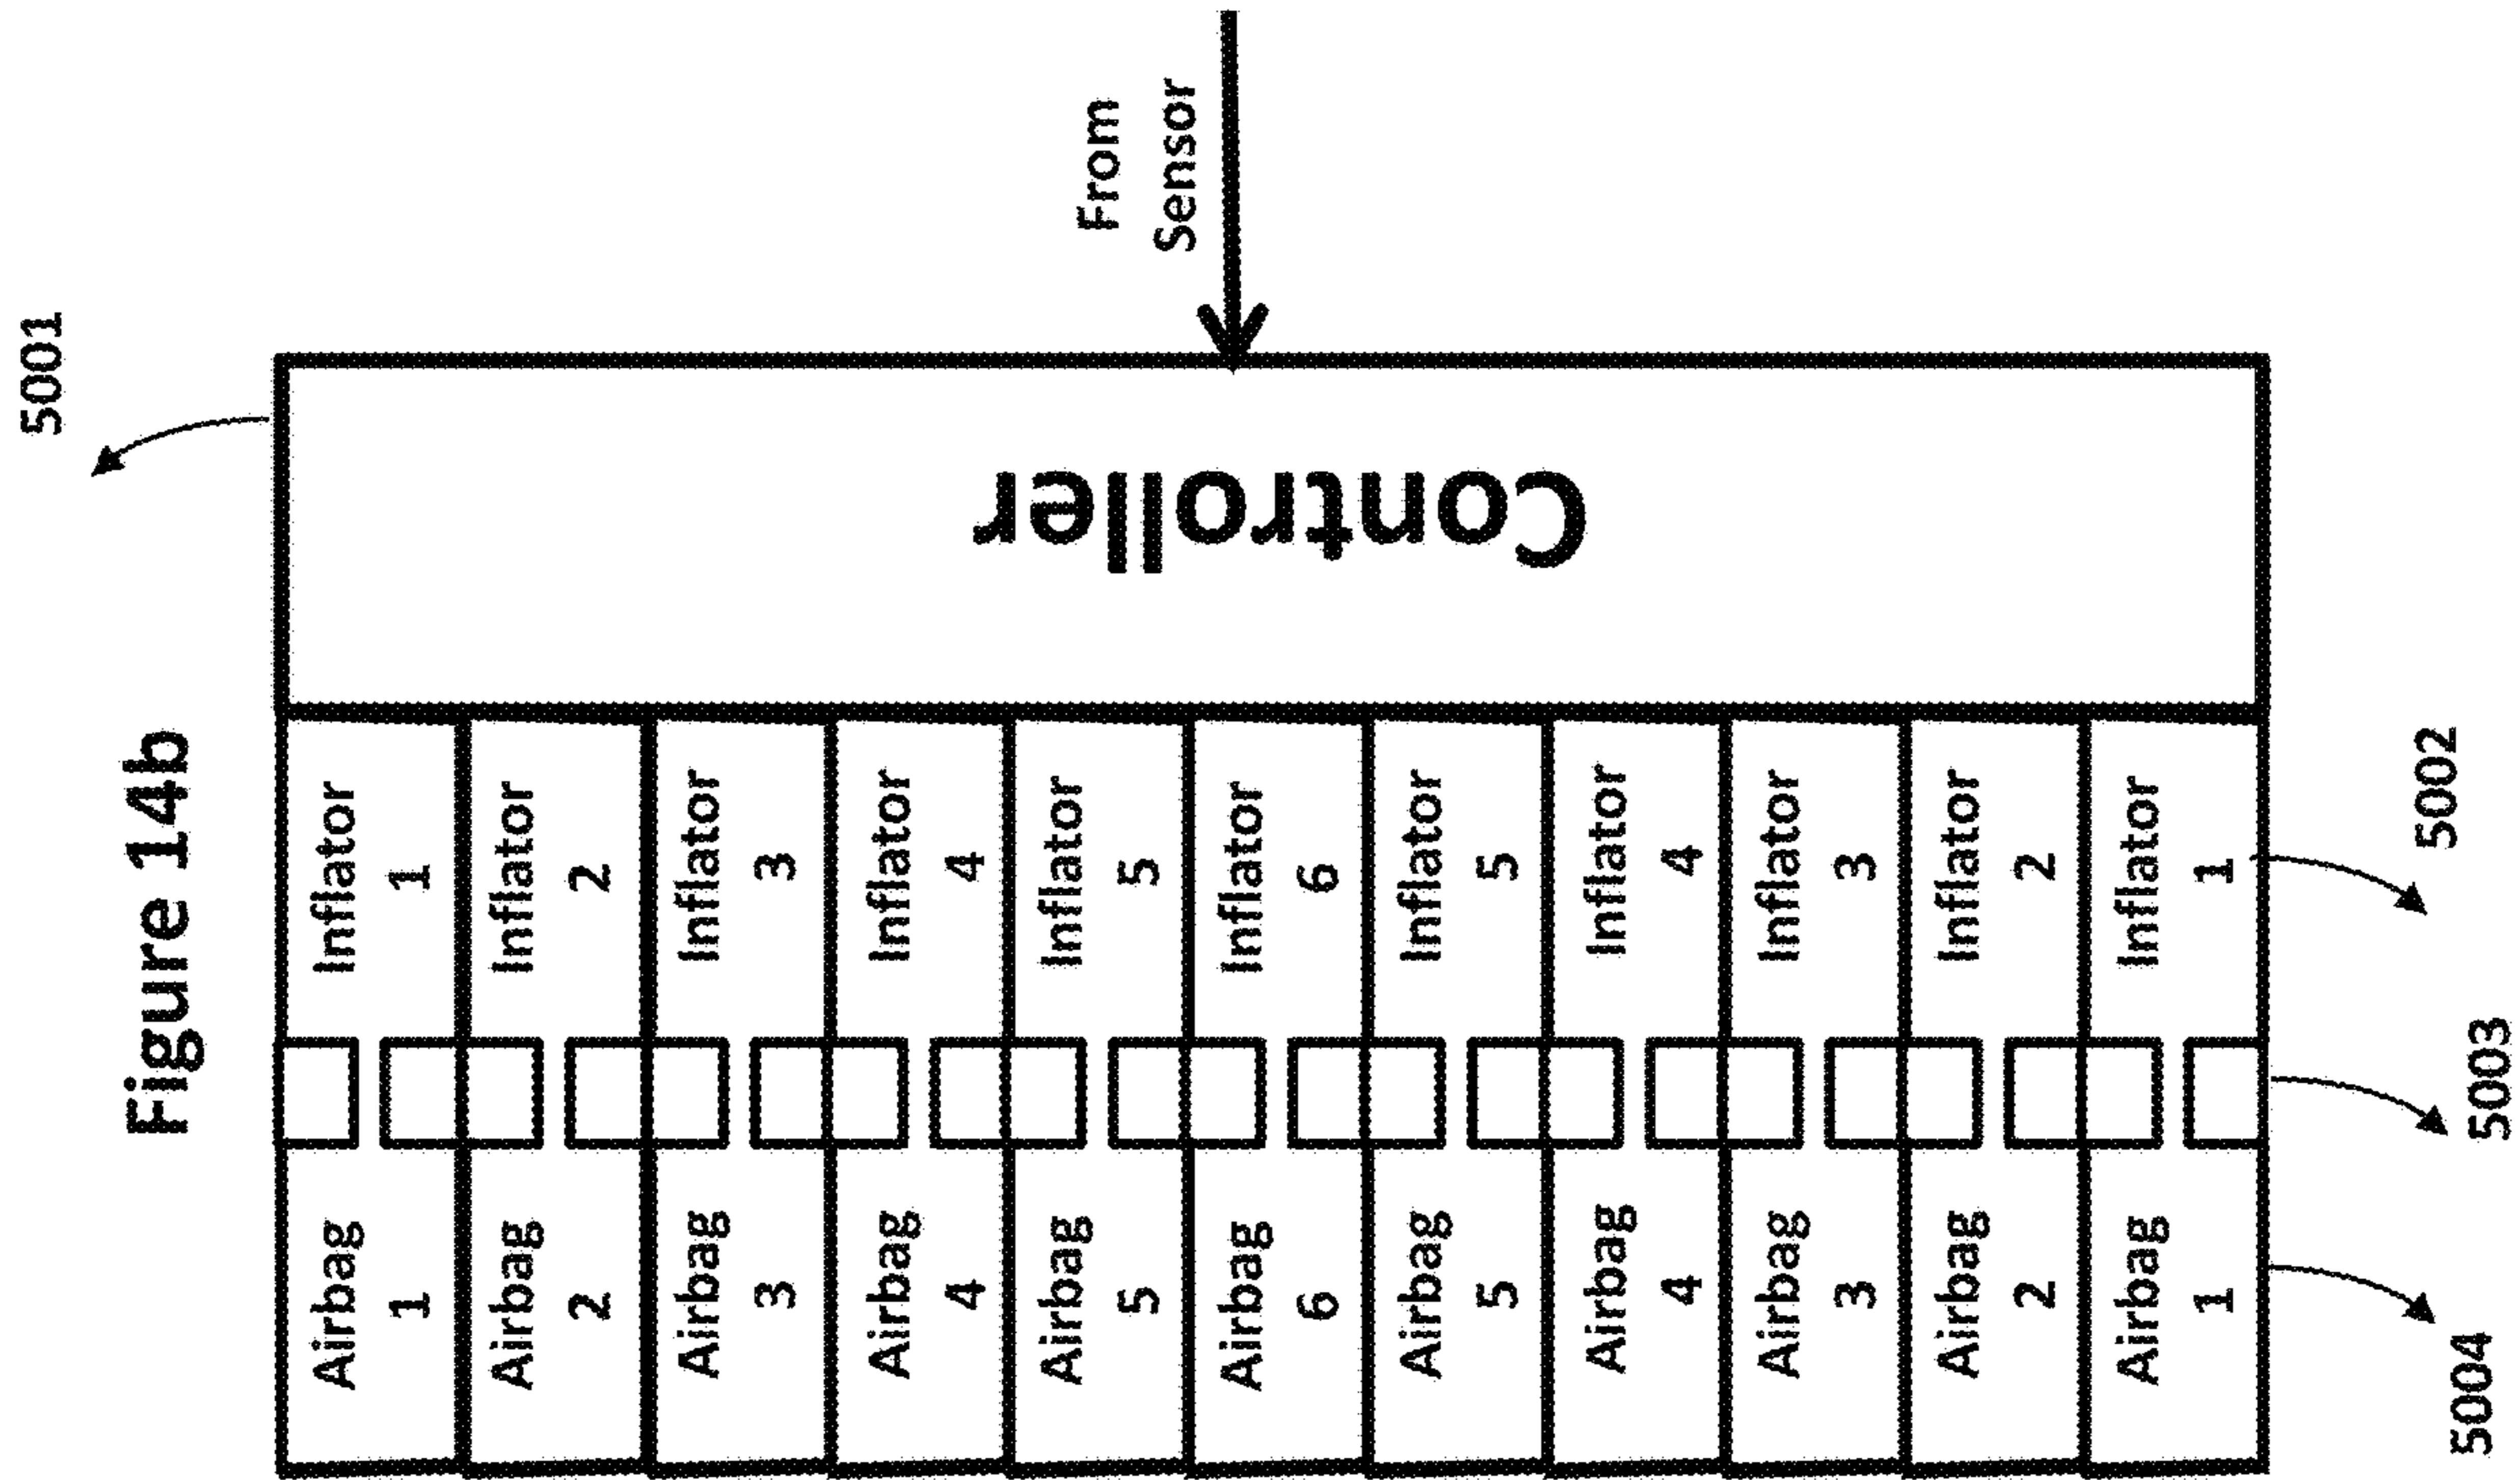 Figure 14b
5001
From
Sensor
Controller
Inflator
1
Inflator
2
Inflator
3
Inflator
4
Inflator
5
Inflator
6
Inflator
5
Inflator
4
Inflator
3
Inflator
2
Inflator
1
5002
5003
Airbag
1
Airbag
2
Airbag
3
Airbag
4
Airbag
5
Airbag
6
Airbag
5
Airbag
4
Airbag
3
Airbag
2
Airbag
1
5004